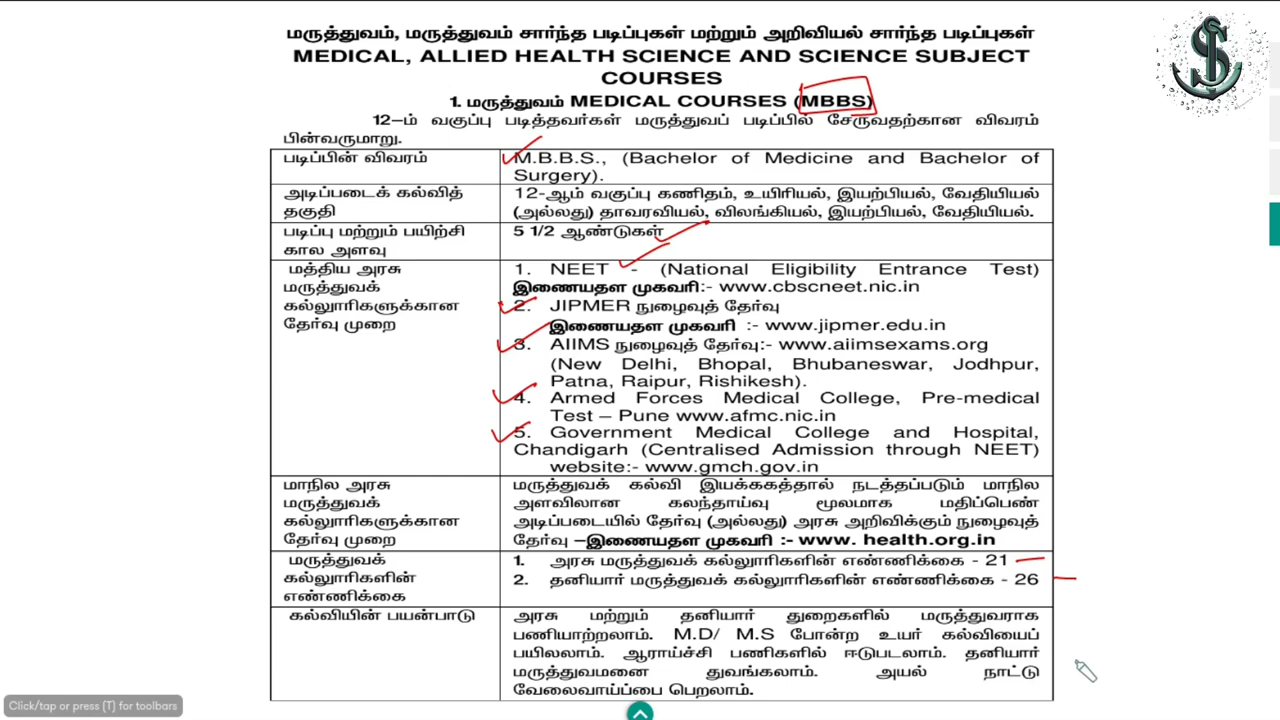 மருத்துவம், மருத்துவம் சார்ந்த படிப்புகள் மற்றும் அறிவியல் சார்ந்த படிப்புகள்
MEDICAL, ALLIED HEALTH SCIENCE AND SCIENCE SUBJECT
COURSES
1. மருத்துவம் MEDICAL COURSES (MBBS)
12-ம் வகுப்பு படித்தவர்கள் மருத்துவப் படிப்பில் சேருவதற்கான விவரம்
பின்வருமாறு.
படிப்பின் விவரம்
M.B.B.S., (Bachelor of Medicine and Bachelor of
Surgery).
அடிப்படைக் கல்வித்
தகுதி
12-ஆம் வகுப்பு கணிதம், உயிரியல், இயற்பியல், வேதியியல்
(அல்லது) தாவரவியல், விலங்கியல், இயற்பியல், வேதியியல்.
படிப்பு மற்றும் பயிற்சி
கால அளவு
5 1/2 ஆண்டுகள்
மத்திய அரசு
மருத்துவக்
கல்லூரிகளுக்கான
தேர்வு முறை
1. NEET - (National Eligibility Entrance Test)
இணையதள முகவரி:- www.cbscneet.nic.in
2. JIPMER நுழைவுத் தேர்வு
இணையதள முகவரி :- www.jipmer.edu.in
3. AIIMS நுழைவுத் தேர்வு:- www.aiimsexams.org
(New Delhi, Bhopal, Bhubaneswar, Jodhpur,
Patna, Raipur, Rishikesh).
4. Armed Forces Medical College, Pre-medical
Test – Pune www.afmc.nic.in
5. Government Medical College and Hospital,
Chandigarh (Centralised Admission through NEET)
website:- www.gmch.gov.in
மாநில அரசு
மருத்துவக்
கல்லூரிகளுக்கான
தேர்வு முறை
மருத்துவக் கல்வி இயக்ககத்தால் நடத்தப்படும் மாநில
அளவிலான கலந்தாய்வு மூலமாக மதிப்பெண்
அடிப்படையில் தேர்வு (அல்லது) அரசு அறிவிக்கும் நுழைவுத்
தேர்வு –இணையதள முகவரி :- www. health.org.in
மருத்துவக்
கல்லூரிகளின்
எண்ணிக்கை
1. அரசு மருத்துவக் கல்லூரிகளின் எண்ணிக்கை - 21
2. தனியார் மருத்துவக் கல்லூரிகளின் எண்ணிக்கை - 26
கல்வியின் பயன்பாடு
அரசு மற்றும் தனியார் துறைகளில் மருத்துவராக
பணியாற்றலாம். M.D/ M.S போன்ற உயர் கல்வியைப்
பயிலலாம். ஆராய்ச்சி பணிகளில் ஈடுபடலாம். தனியார்
மருத்துவமனை துவங்கலாம். அயல் நாட்டு
வேலைவாய்ப்பை பெறலாம்.
Click/tap or press (T) for toolbars